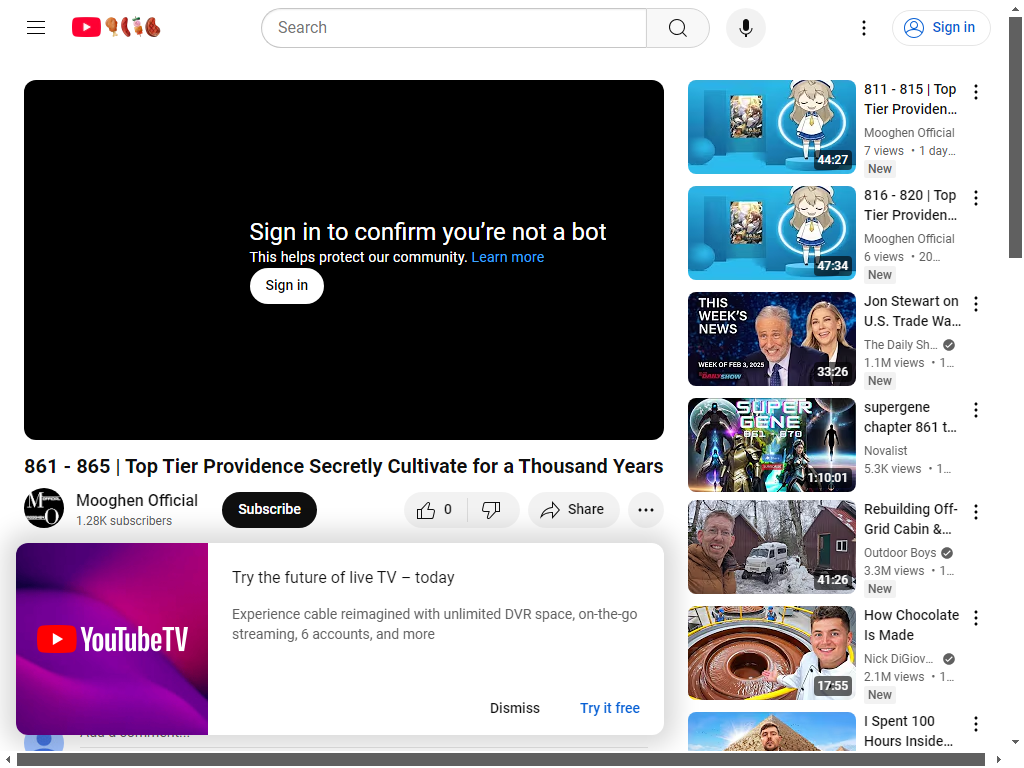 Search
Sign in
Sign in to confirm you’re not a bot
This helps protect our community. Learn more
Sign in
861 - 865 | Top Tier Providence Secretly Cultivate for a Thousand Years
Mooghen Official
1.28K subscribers
Subscribe
0
Share
YouTubeTV
Try the future of live TV – today
Experience cable reimagined with unlimited DVR space, on-the-go
streaming, 6 accounts, and more
Dismiss
Try it free
Add a comment...
44:27
811 - 815 | Top
Tier Providen…
Mooghen Official
7 views • 1 day…
New
47:34
816 - 820 | Top
Tier Providen…
Mooghen Official
6 views • 20…
New
THIS
WEEK'S
NEWS
WEEK OF FEB 3, 2025
33:26
Jon Stewart on
U.S. Trade Wa…
The Daily Sh…
1.1M views • 1…
New
SUPER
GENE
861 - 870
1:10:01
supergene
chapter 861 t…
Novalist
5.3K views • 1…
41:26
Rebuilding Off-
Grid Cabin &…
Outdoor Boys
3.3M views • 1…
New
17:55
How Chocolate
Is Made
Nick DiGiov…
2.1M views • 1…
New
I Spent 100
Hours Inside…